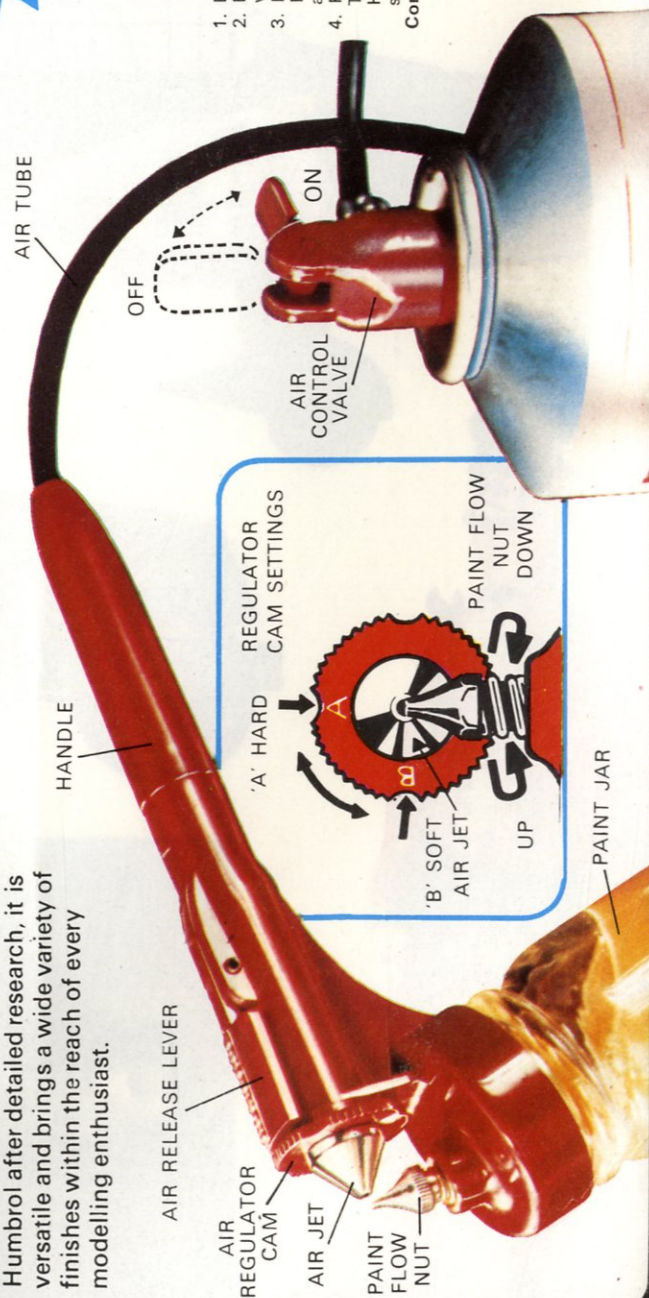 Humbrol after detailed research, it is
versatile and brings a wide variety of
finishes within the reach of every
modelling enthusiast.
AIR TUBE
HANDLE
AIR RELEASE LEVER
AIR
REGULATOR
CAM
AIR JET
PAINT
FLOW
NUT
OFF
ON
AIR
CONTROL
VALVE
REGULATOR
CAM SETTINGS
'A' HARD
A
B
'B' SOFT
AIR JET
UP
PAINT FLOW
NUT
DOWN
PAINT JAR
1.
2.
3.
4.